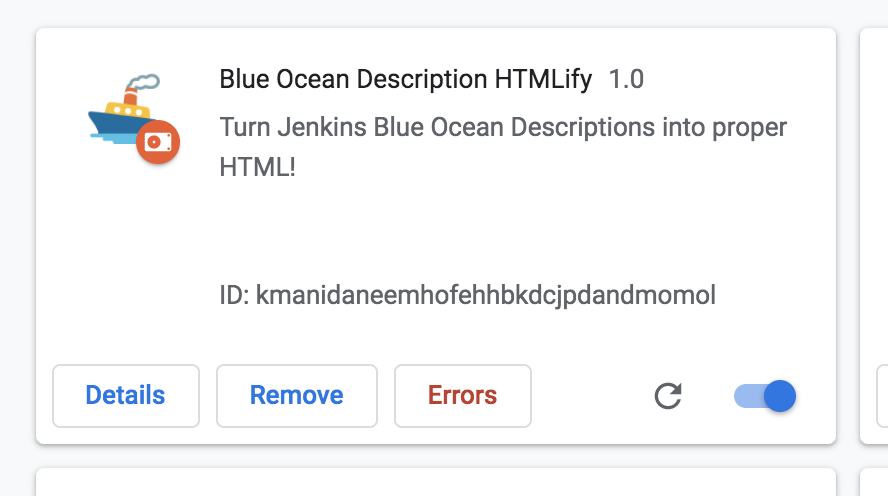 Blue Ocean Description HTMLify 1.0
Turn Jenkins Blue Ocean Descriptions into proper
HTML!
ID: kmanidaneemhofehhbkdcjpdandmomol
Details Remove Errors